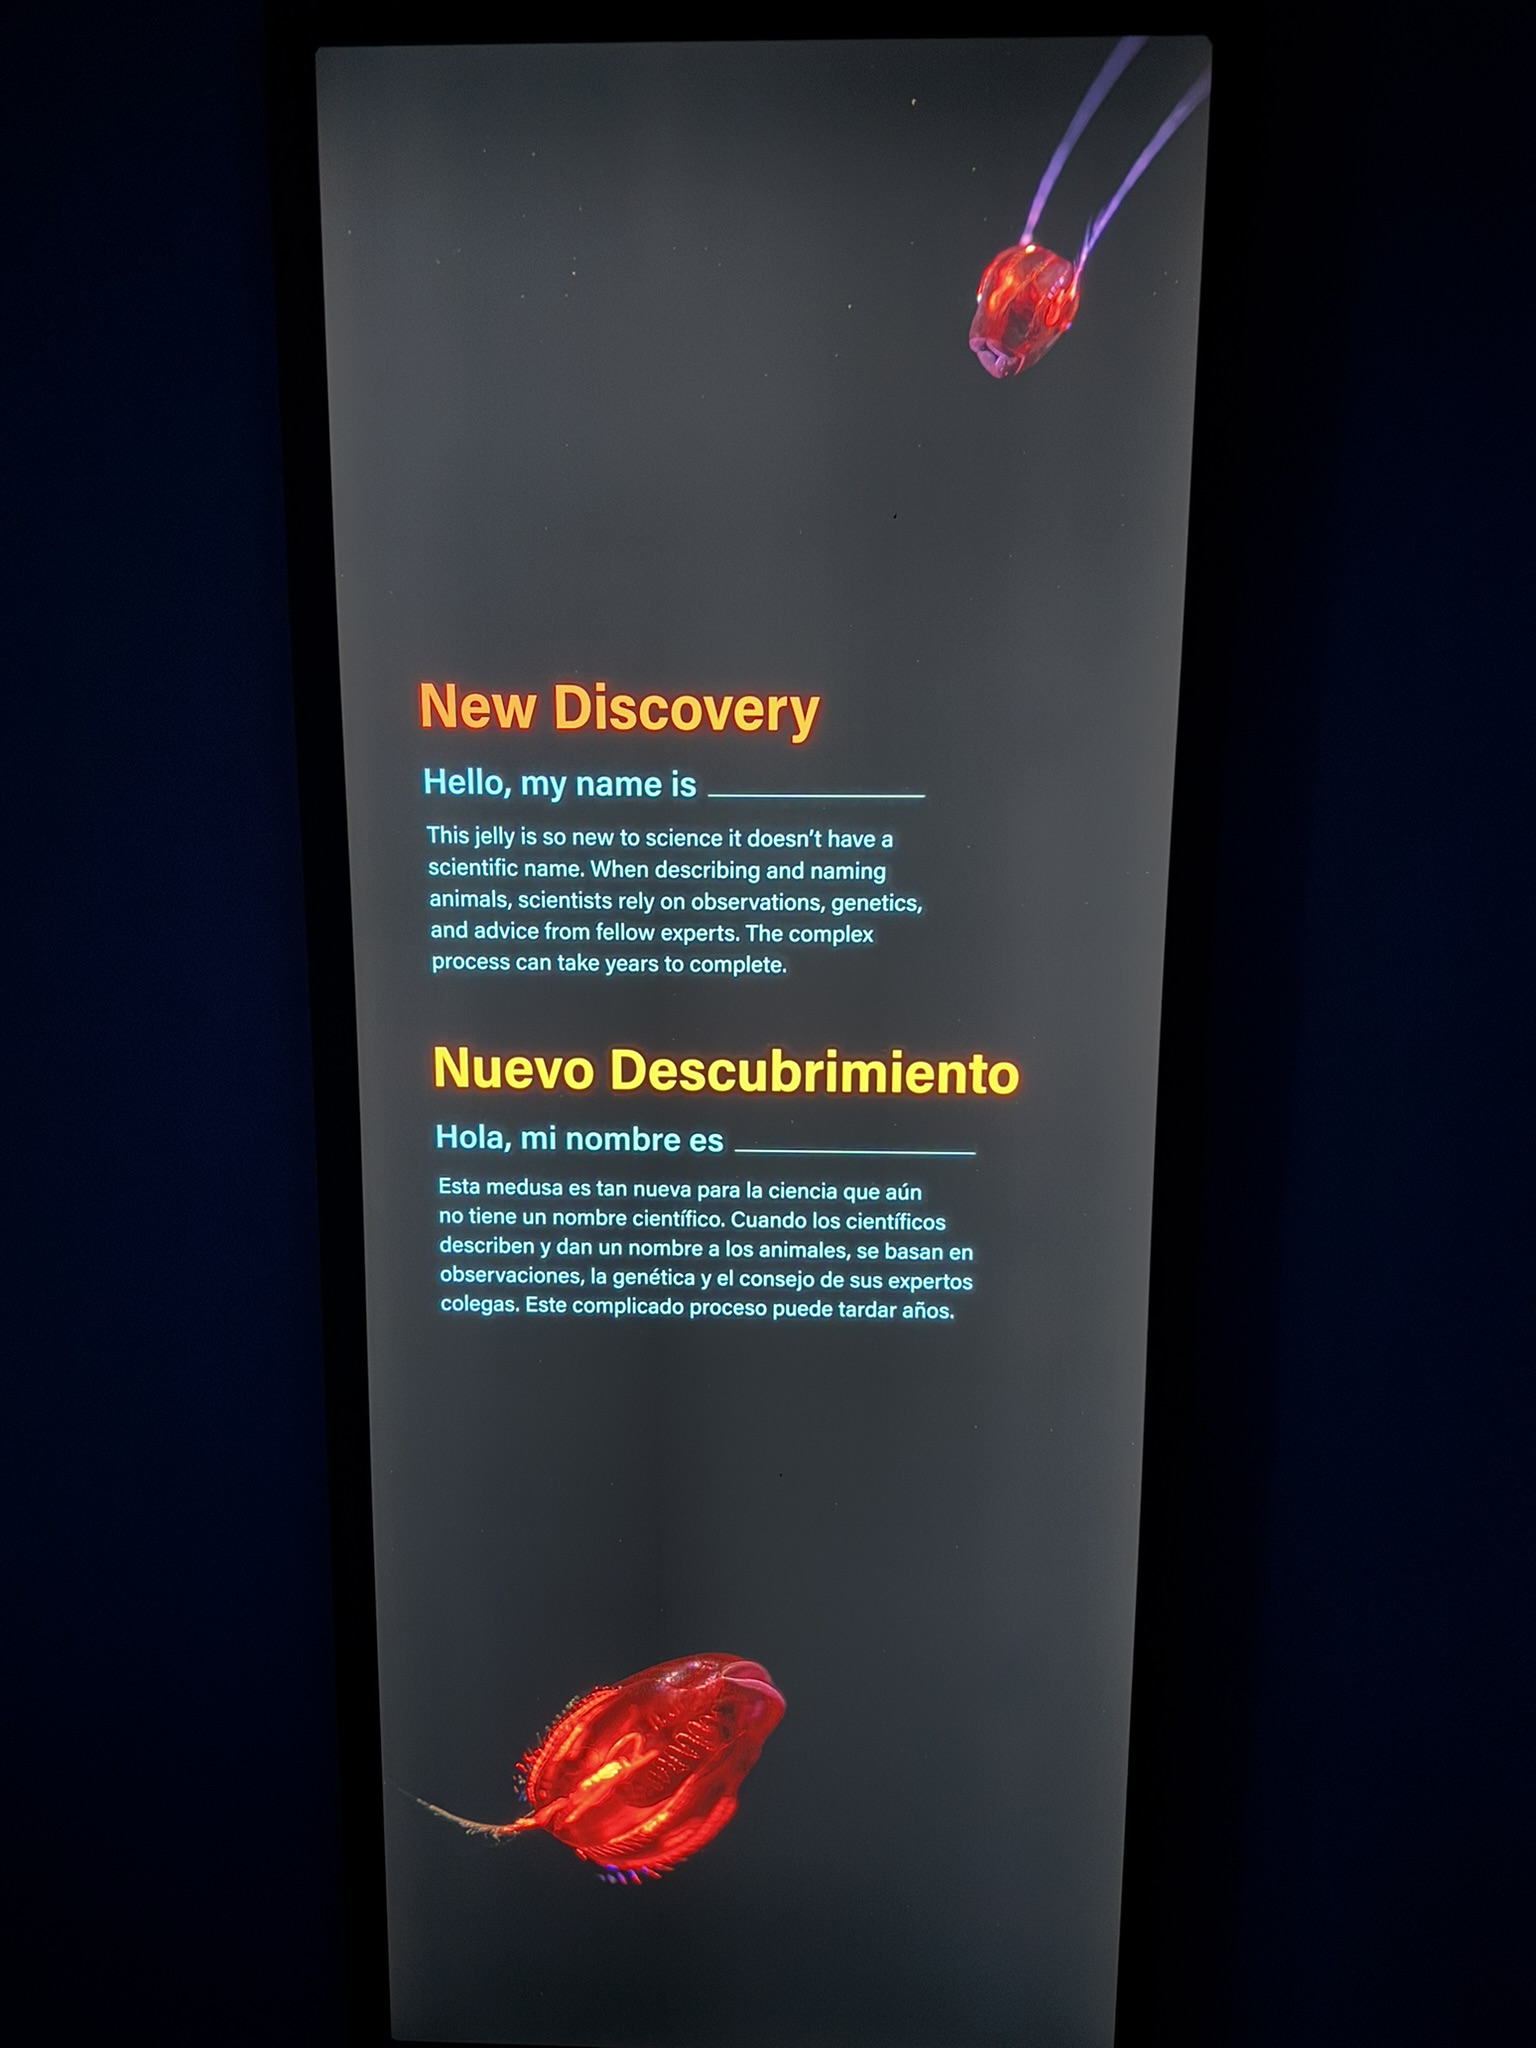 New Discovery
Hello, my name is ___________
This jelly is so new to science it doesn’t have a
scientific name. When describing and naming
animals, scientists rely on observations, genetics,
and advice from fellow experts. The complex
process can take years to complete.
Nuevo Descubrimiento
Hola, mi nombre es ___________
Esta medusa es tan nueva para la ciencia que aún
no tiene un nombre científico. Cuando los científicos
describen y dan un nombre a los animales, se basan en
observaciones, la genética y el consejo de sus expertos
colegas. Este complicado proceso puede tardar años.